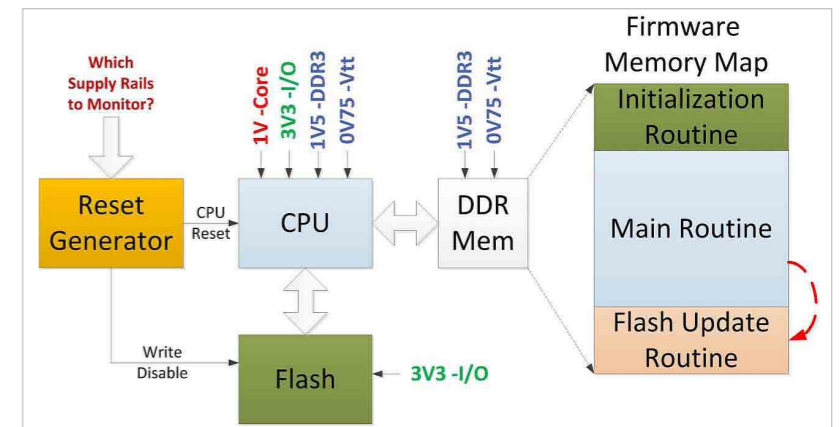 Which
Supply Rails
to Monitor?
1V -Core
3V3 -I/O
1V5 -DDR3
0V75 -Vtt
1V5 -DDR3
0V75 -Vtt
Firmware
Memory Map
Initialization
Routine
Main Routine
Flash Update
Routine
Reset
Generator
CPU
Reset
CPU
DDR
Mem
Write
Disable
Flash
3V3 -I/O